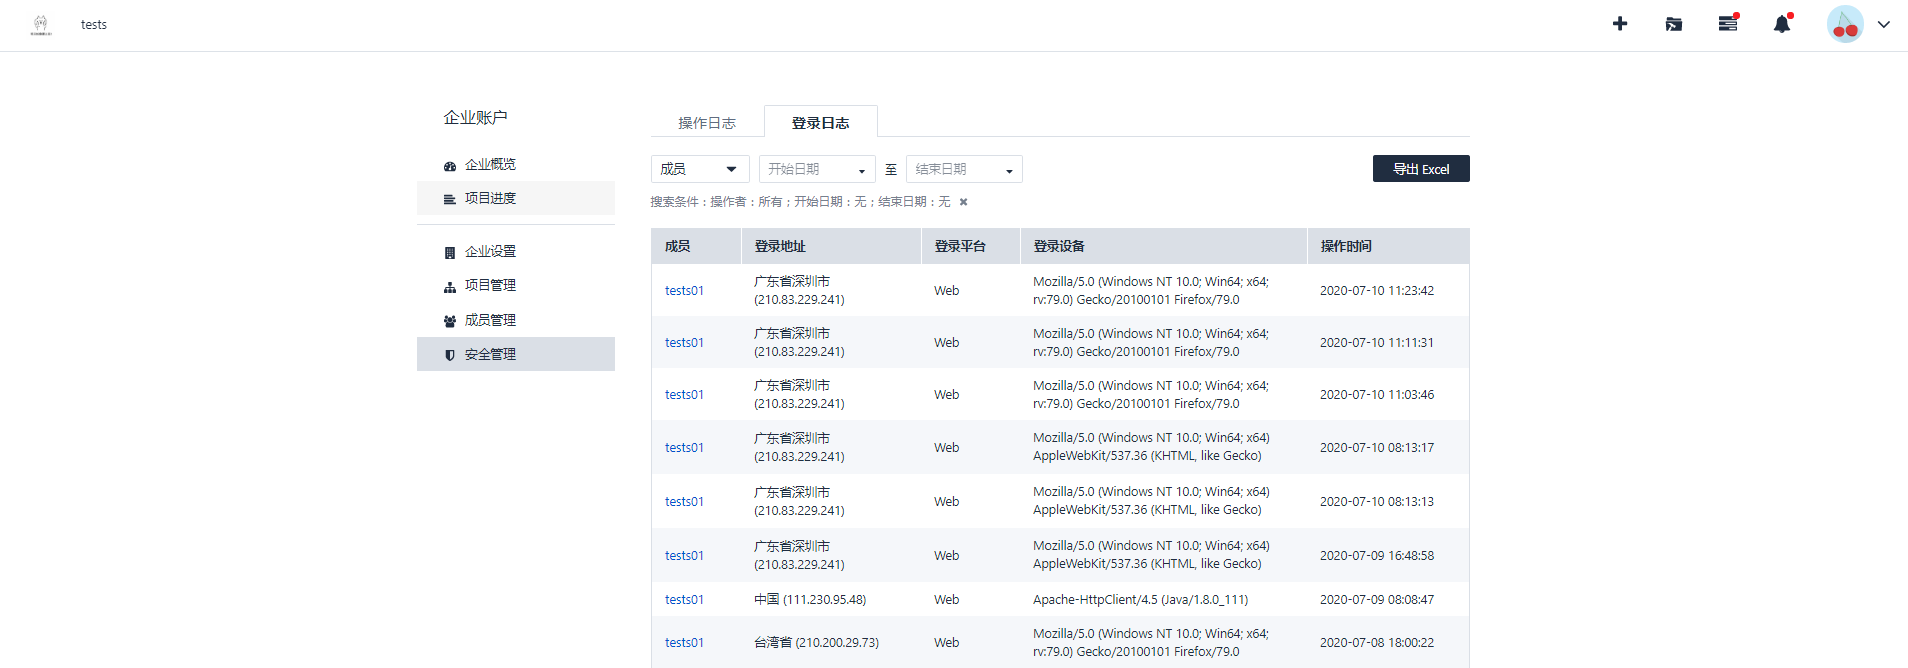 tests
企业账户
企业概览
项目进度
企业设置
项目管理
成员管理
安全管理
操作日志
登录日志
成员 开始日期 至 结束日期
导出 Excel
搜索条件：操作者：所有；开始日期：无；结束日期：无
成员 登录地址 登录平台 登录设备 操作时间
tests01 广东省深圳市 (210.83.229.241) Web Mozilla/5.0 (Windows NT 10.0; Win64; x64; rv:79.0) Gecko/20100101 Firefox/79.0 2020-07-10 11:23:42
tests01 广东省深圳市 (210.83.229.241) Web Mozilla/5.0 (Windows NT 10.0; Win64; x64; rv:79.0) Gecko/20100101 Firefox/79.0 2020-07-10 11:11:31
tests01 广东省深圳市 (210.83.229.241) Web Mozilla/5.0 (Windows NT 10.0; Win64; x64; rv:79.0) Gecko/20100101 Firefox/79.0 2020-07-10 11:03:46
tests01 广东省深圳市 (210.83.229.241) Web Mozilla/5.0 (Windows NT 10.0; Win64; x64) AppleWebKit/537.36 (KHTML, like Gecko) 2020-07-10 08:13:17
tests01 广东省深圳市 (210.83.229.241) Web Mozilla/5.0 (Windows NT 10.0; Win64; x64) AppleWebKit/537.36 (KHTML, like Gecko) 2020-07-10 08:13:13
tests01 广东省深圳市 (210.83.229.241) Web Mozilla/5.0 (Windows NT 10.0; Win64; x64) AppleWebKit/537.36 (KHTML, like Gecko) 2020-07-09 16:48:58
tests01 中国 (111.230.95.48) Web Apache-HttpClient/4.5 (Java/1.8.0_111) 2020-07-09 08:08:47
tests01 台湾省 (210.200.29.73) Web Mozilla/5.0 (Windows NT 10.0; Win64; x64; rv:79.0) Gecko/20100101 Firefox/79.0 2020-07-08 18:00:22